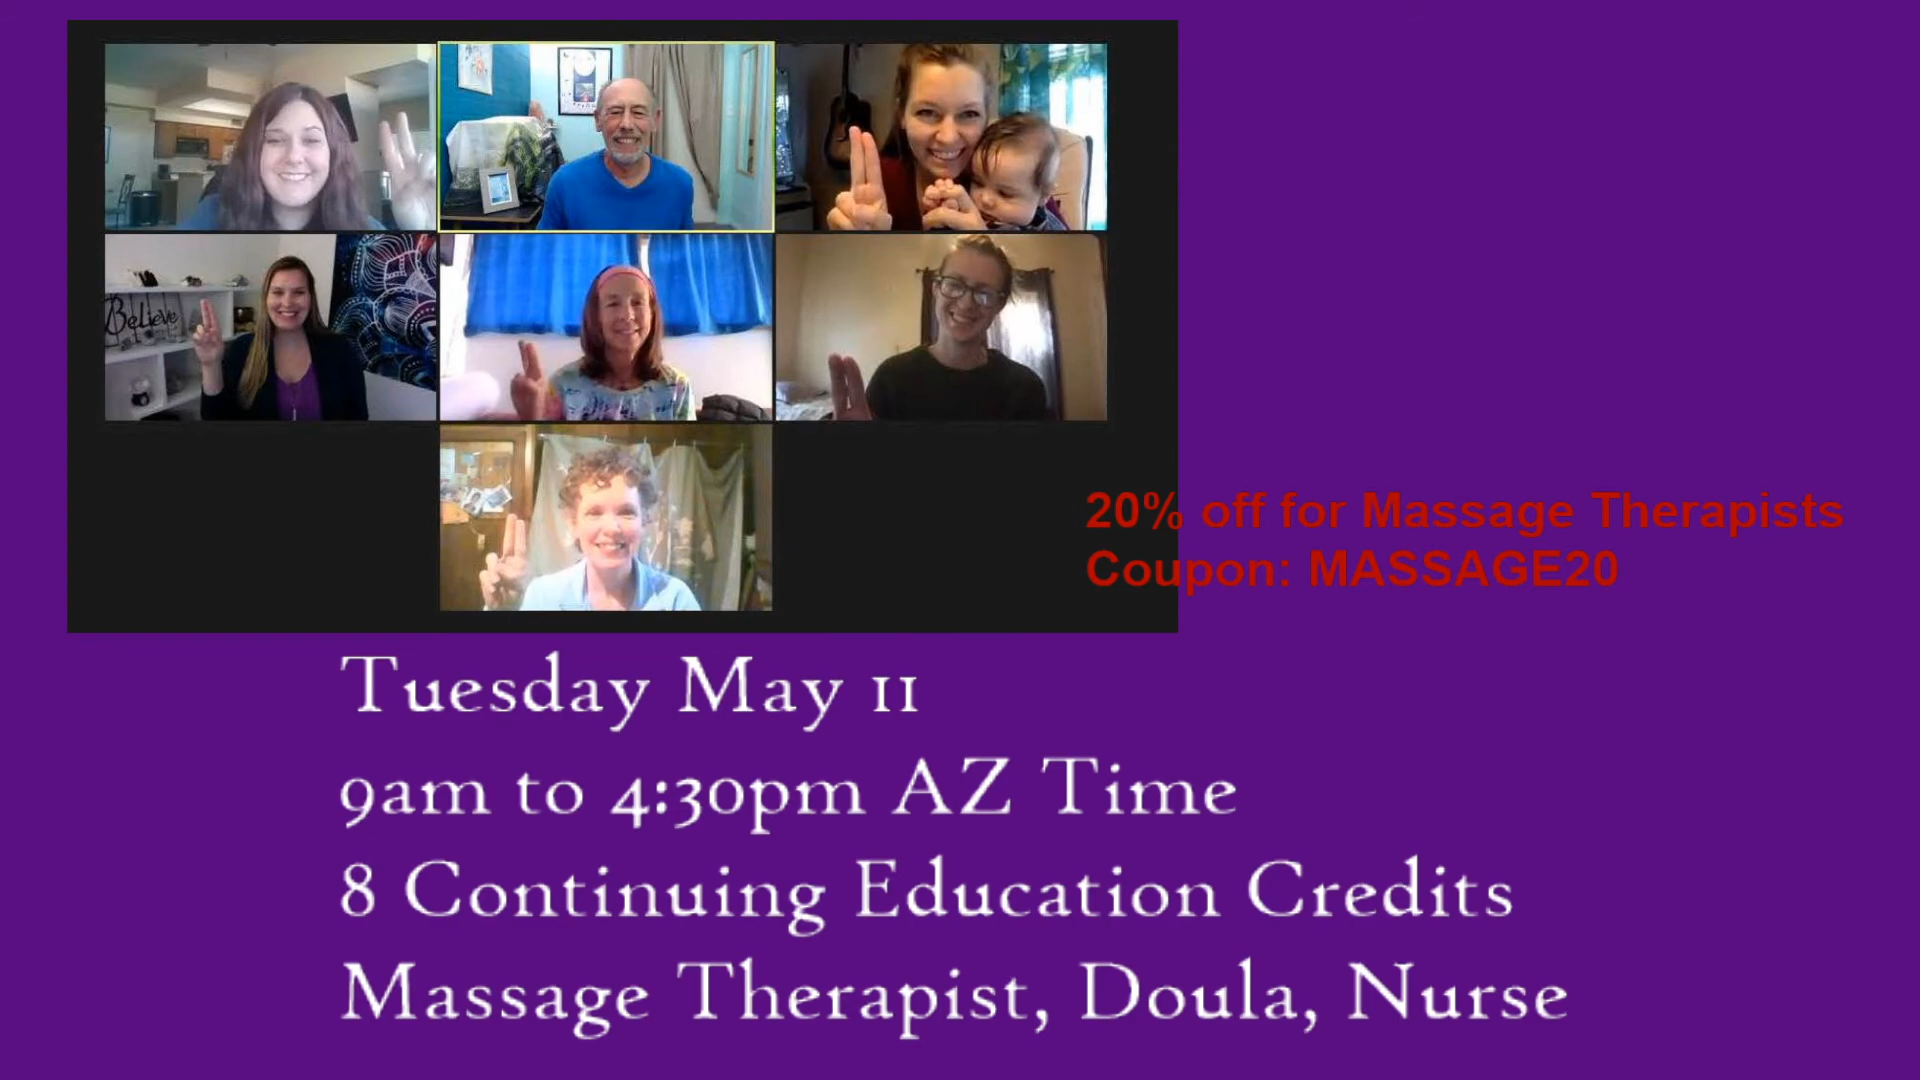 Believe
20% off for Massage Therapists
Coupon: MASSAGE20
Tuesday May 11
9am to 4:30pm AZ Time
8 Continuing Education Credits
Massage Therapist, Doula, Nurse